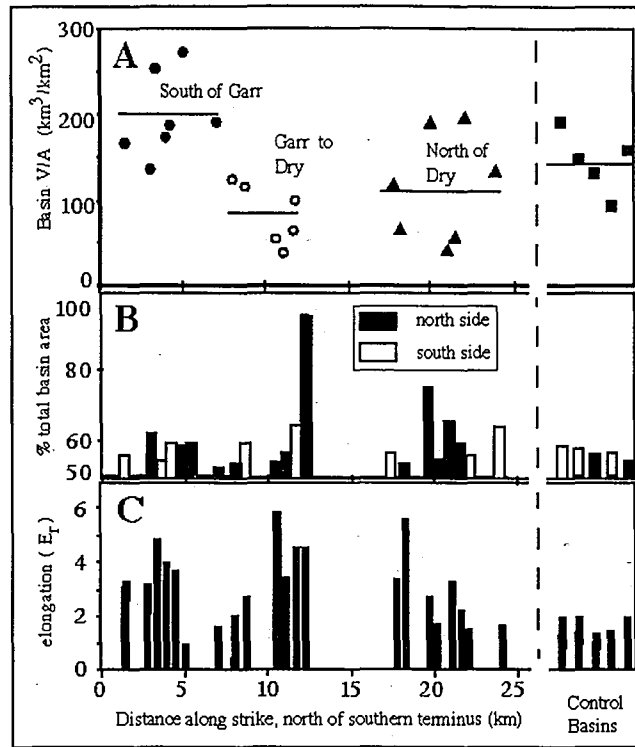 300
A
Basin V/A (km³/km²)
South of Garr
200
Garr to
Dry
North of
Dry
100
0
100
B
north side
south side
% total basin area
80
60
50
C
6
elongation ( E_r )
4
2
0
0 5 10 15 20 25
Distance along strike, north of southern terminus (km)
Control
Basins